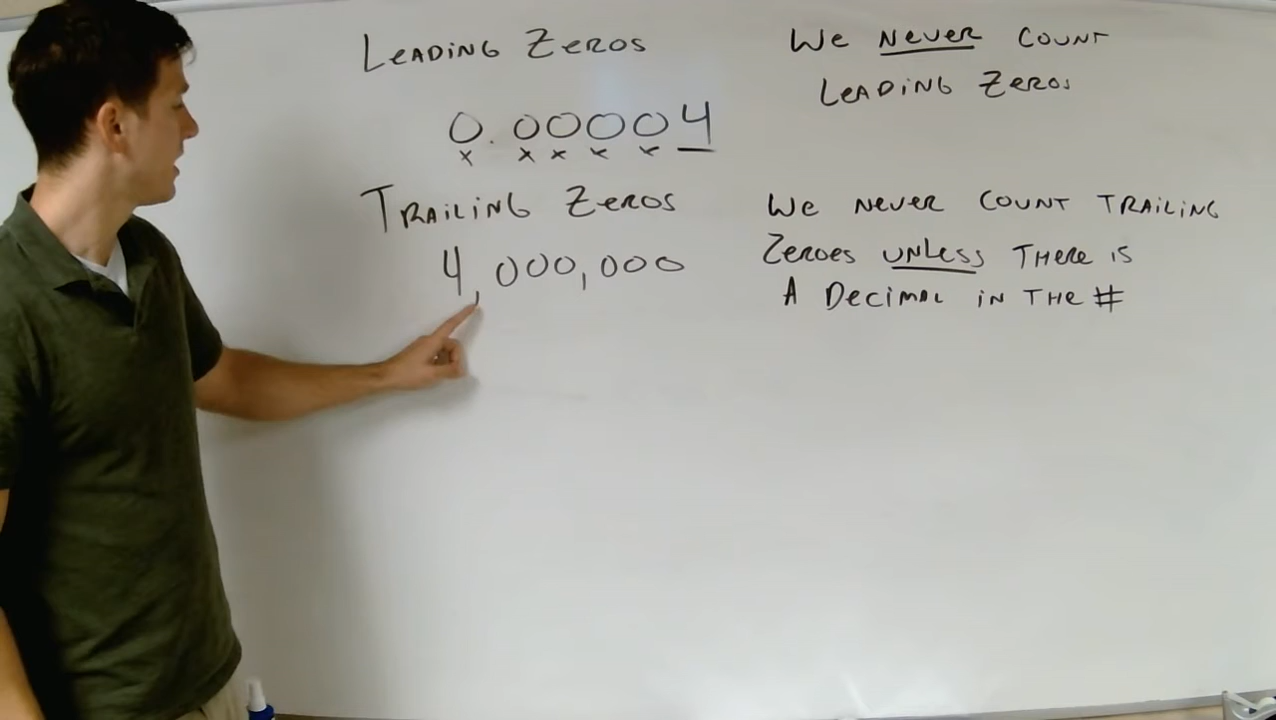 LEADING ZEROS
WE NEVER COUNT
LEADING ZEROS
0.00004
x x x x x
TRAILING ZEROS
WE NEVER COUNT TRAILING
4,000,000
ZEROES UNLESS THERE IS
A DECIMAL IN THE #